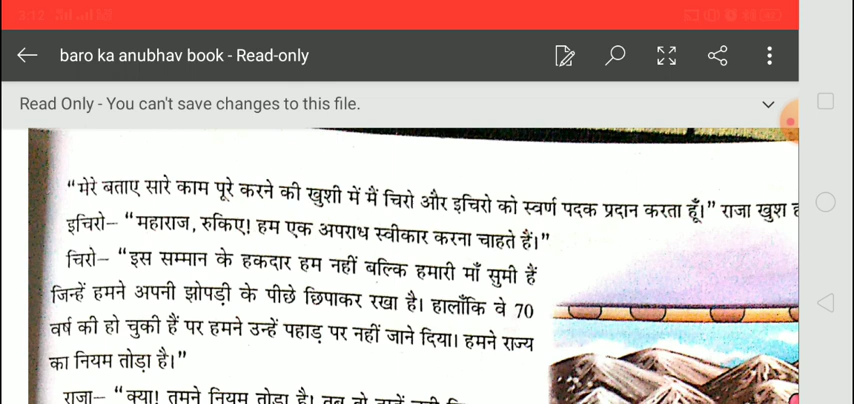 3:12
baro ka anubhav book - Read-only
Read Only - You can't save changes to this file.
“मेरे बताए सारे काम पूरे करने की खुशी में मैं चिरो और इचिरो को स्वर्ण पदक प्रदान करता हूँ।” राजा खुश
इचिरो– “महाराज, रुकिए! हम एक अपराध स्वीकार करना चाहते हैं।”
चिरो– “इस सम्मान के हकदार हम नहीं बल्कि हमारी माँ सुमी हैं
जिन्हें हमने अपनी झोपड़ी के पीछे छिपाकर रखा है। हालाँकि वे 70
वर्ष की हो चुकी हैं पर हमने उन्हें पहाड़ पर नहीं जाने दिया। हमने राज्य
का नियम तोड़ा है।”
राजा– “क्या! तुमने नियम तोड़ा है।